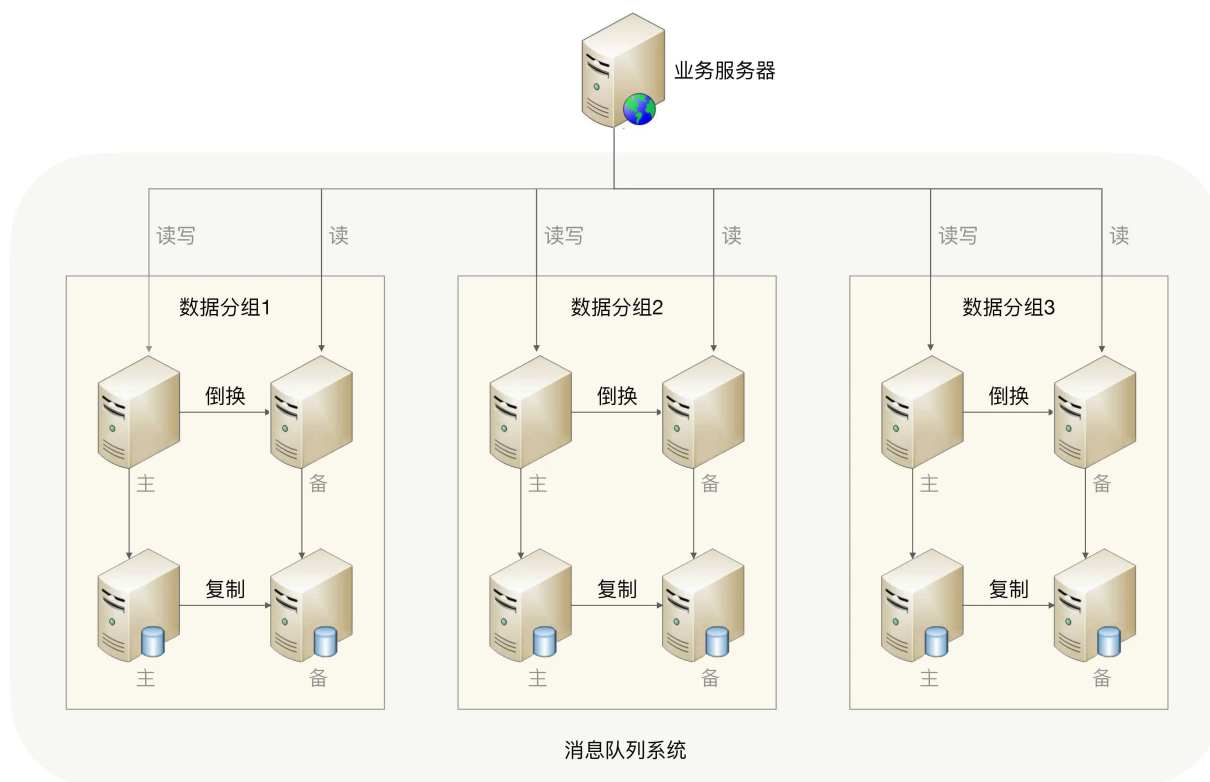 业务服务器
读写
读
读写
读
读写
读
数据分组1
数据分组2
数据分组3
倒换
倒换
倒换
主
备
主
备
主
备
复制
复制
复制
主
备
主
备
主
备
消息队列系统